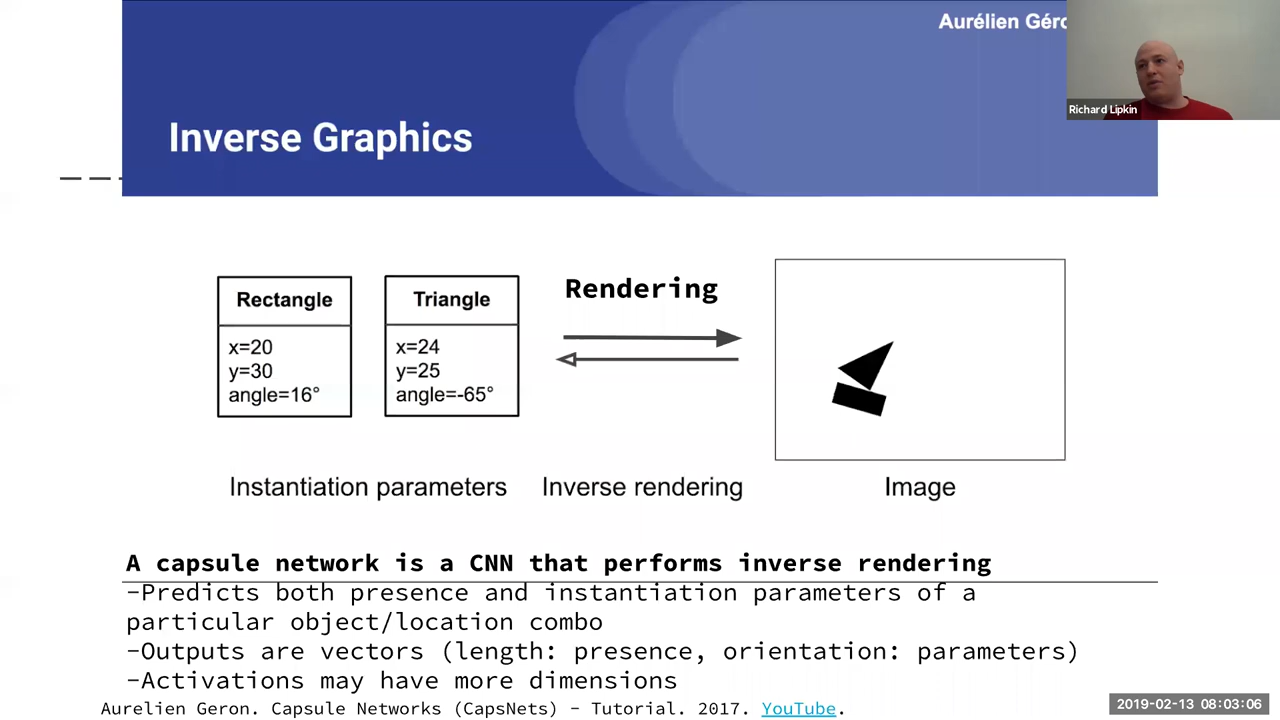 Aurélien Géro
Richard Lipkin
Inverse Graphics
Rectangle
x=20
y=30
angle=16°
Triangle
x=24
y=25
angle=-65°
Rendering
Instantiation parameters
Inverse rendering
Image
A capsule network is a CNN that performs inverse rendering
-Predicts both presence and instantiation parameters of a
particular object/location combo
-Outputs are vectors (length: presence, orientation: parameters)
-Activations may have more dimensions
Aurelien Geron. Capsule Networks (CapsNets) - Tutorial. 2017. YouTube.
2019-02-13 08:03:06